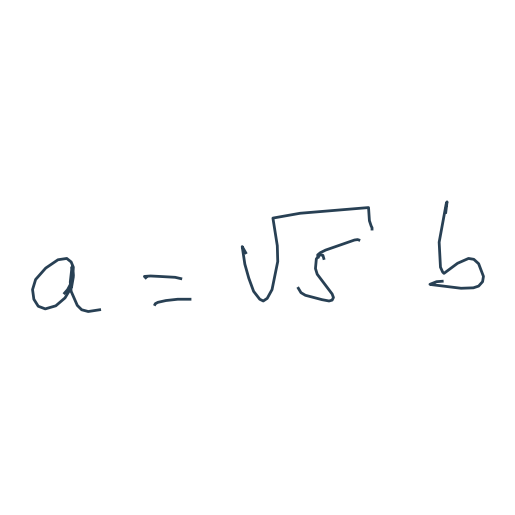 a = √5 b